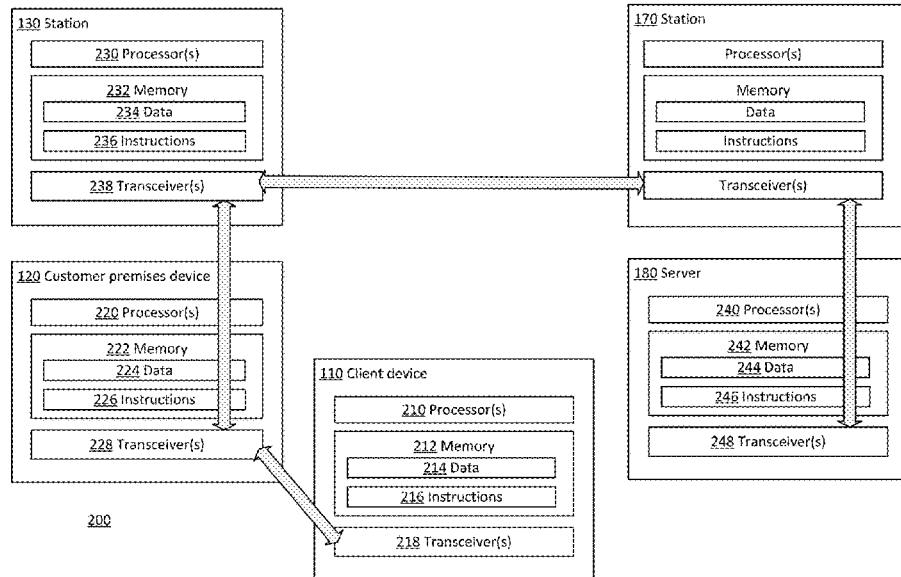 130 Station
230 Processor(s)
232 Memory
234 Data
236 Instructions
238 Transceiver(s)
170 Station
Processor(s)
Memory
Data
Instructions
Transceiver(s)
120 Customer premises device
220 Processor(s)
222 Memory
224 Data
226 Instructions
228 Transceiver(s)
110 Client device
210 Processor(s)
212 Memory
214 Data
216 Instructions
218 Transceiver(s)
180 Server
240 Processor(s)
242 Memory
244 Data
246 Instructions
248 Transceiver(s)
200